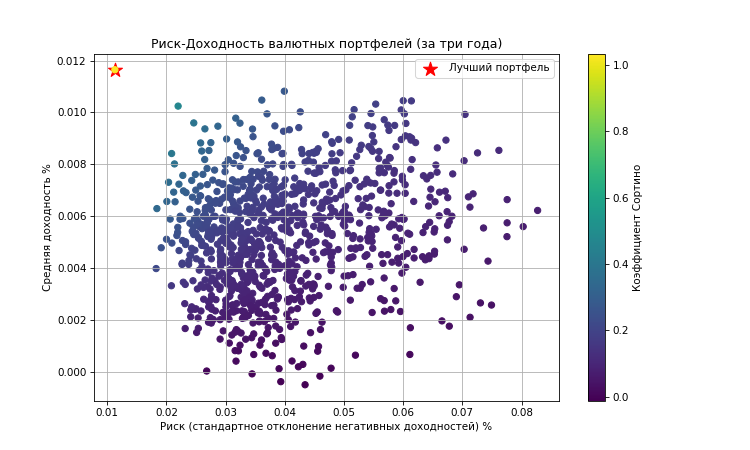 Риск-Доходность валютных портфелей (за три года)
Лучший портфель
Средняя доходность %
0.012
0.010
0.008
0.006
0.004
0.002
0.000
0.01 0.02 0.03 0.04 0.05 0.06 0.07 0.08
Риск (стандартное отклонение негативных доходностей) %
1.0
0.8
0.6
0.4
0.2
0.0
Коэффициент Сортино